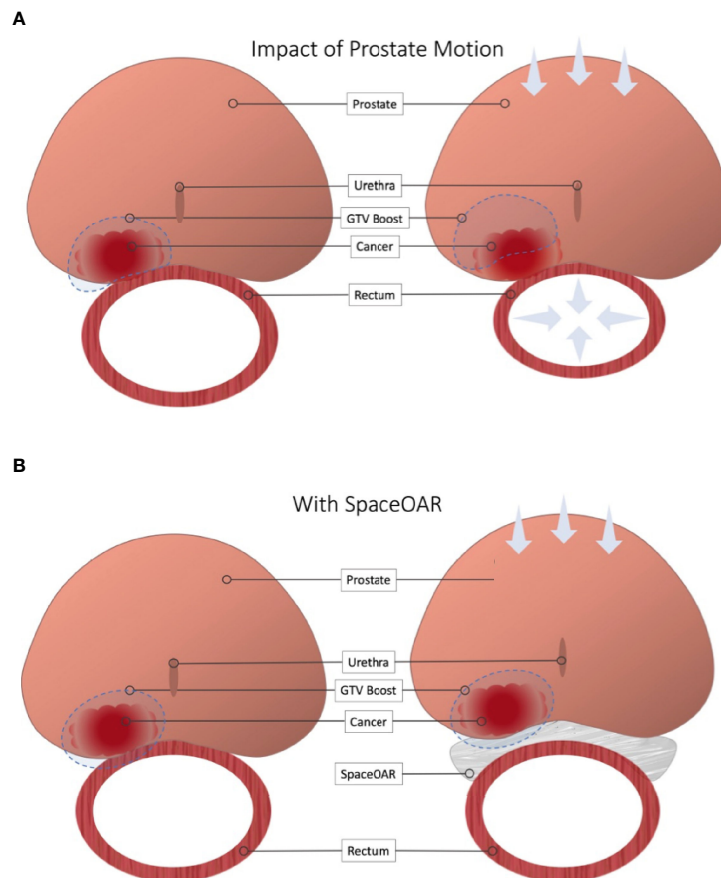 A
Impact of Prostate Motion
Prostate
Urethra
GTV Boost
Cancer
Rectum
B
With SpaceOAR
Prostate
Urethra
GTV Bcost
Cancer
SpaceOAR
Rectum